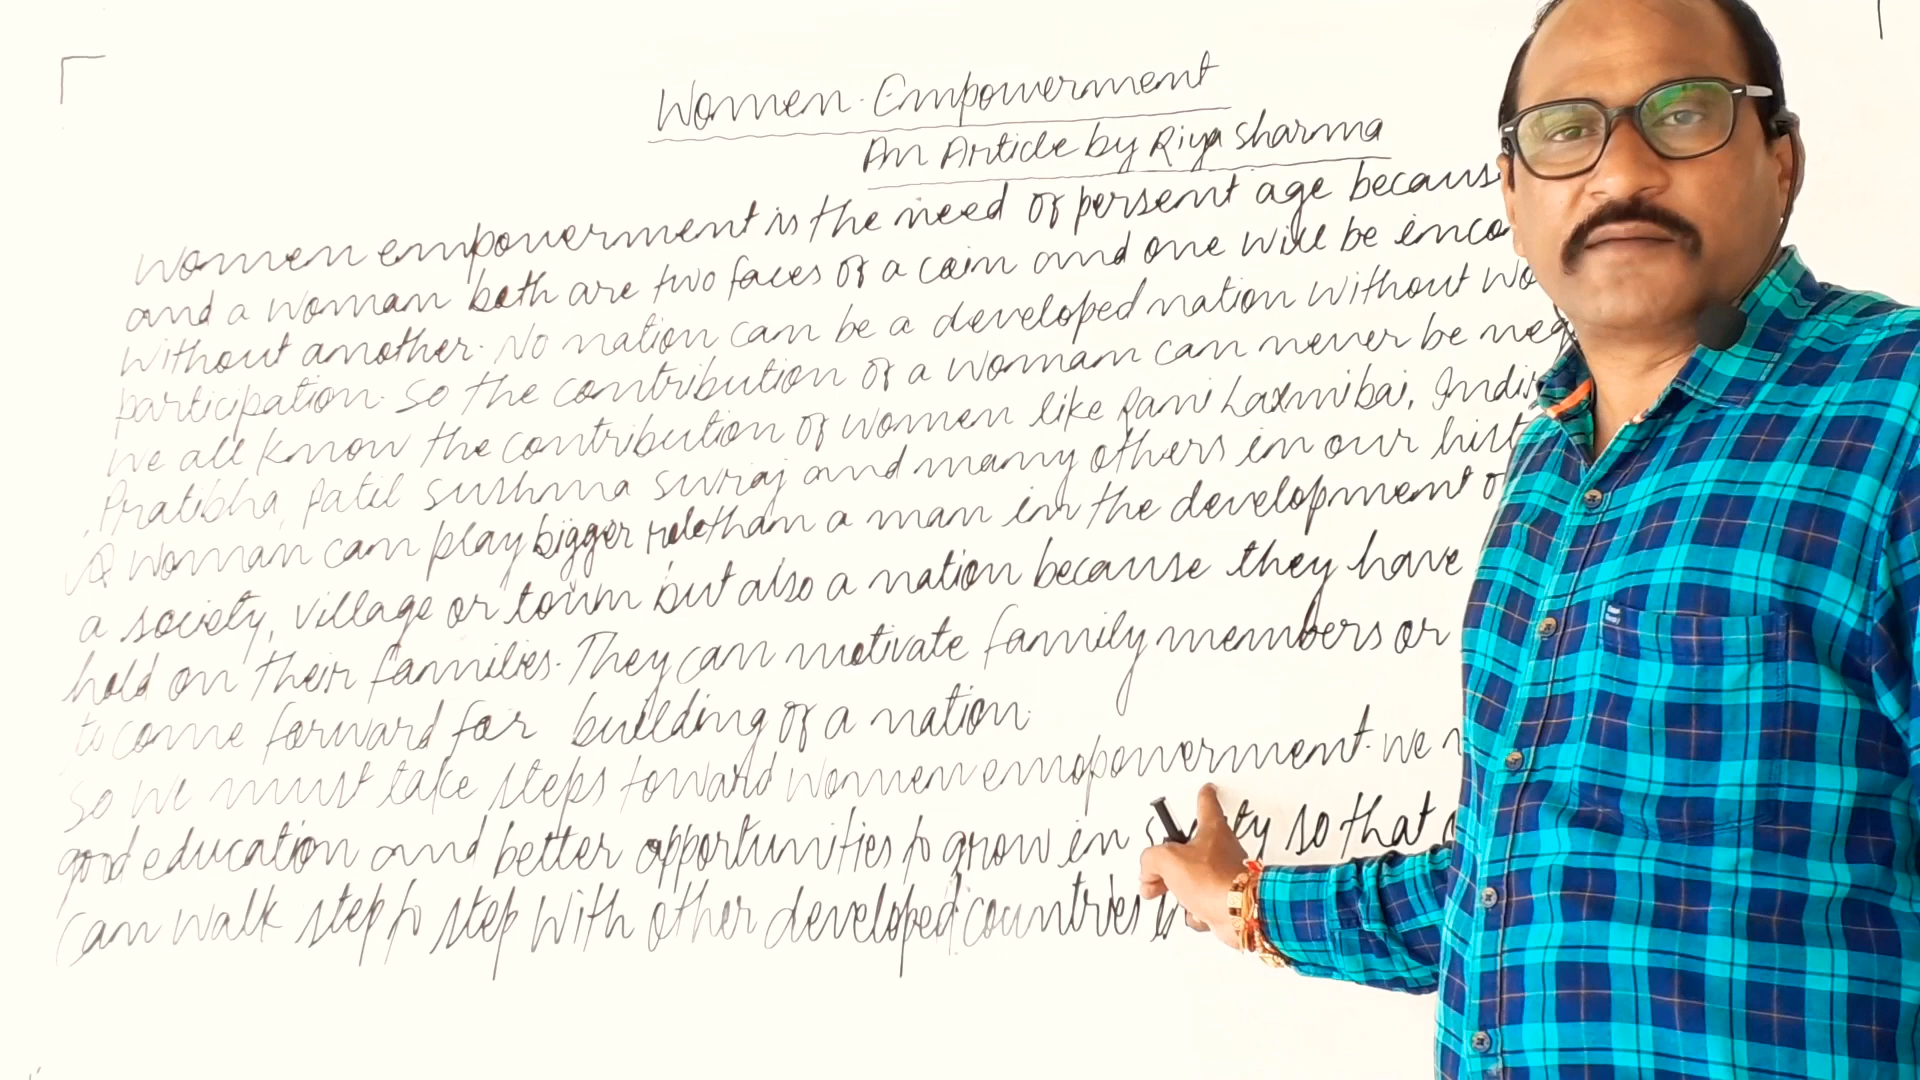 Women Empowerment
An Article by Riya Sharma
Women empowerment is the need of persent age becaus
and a woman both are two faces of a coin and one will be inco
without another. No nation can be a developed nation without wo
participation. So the contribution of a woman can never be neg
we all know the contribution of women like Rani Laxmibai, Indi
Pratibha, Patil Sushma Swraj and many others in our hist
A woman can play bigger role than a man in the development o
a society, village or town but also a nation because they have
hold on their families. They can motivate family members or
to come forward for building of a nation.
So we must take steps toward women emopowerment. we
good education and better opportunities to grow in society so that
can walk step to step with other developed countries